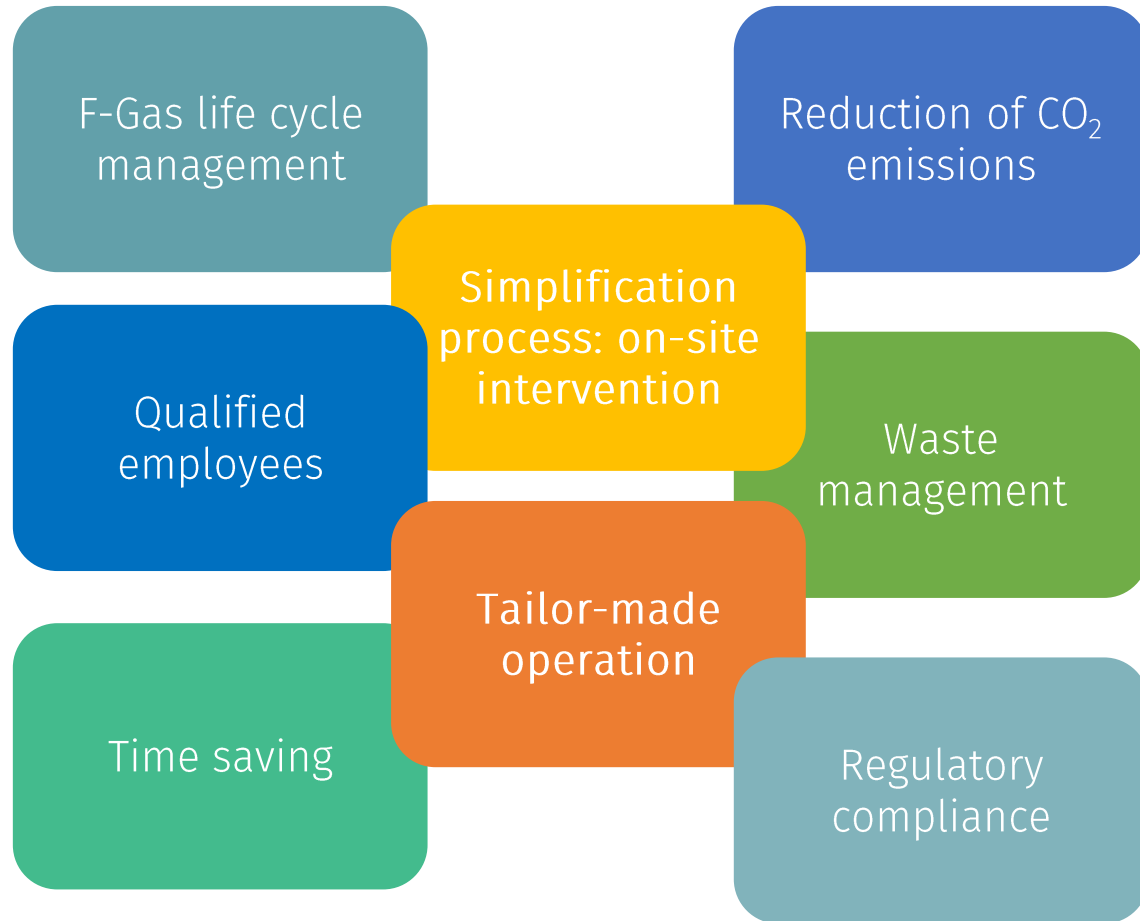 F-Gas life cycle
management
Reduction of CO₂
emissions
Simplification
process: on-site
intervention
Qualified
employees
Waste
management
Tailor-made
operation
Time saving
Regulatory
compliance